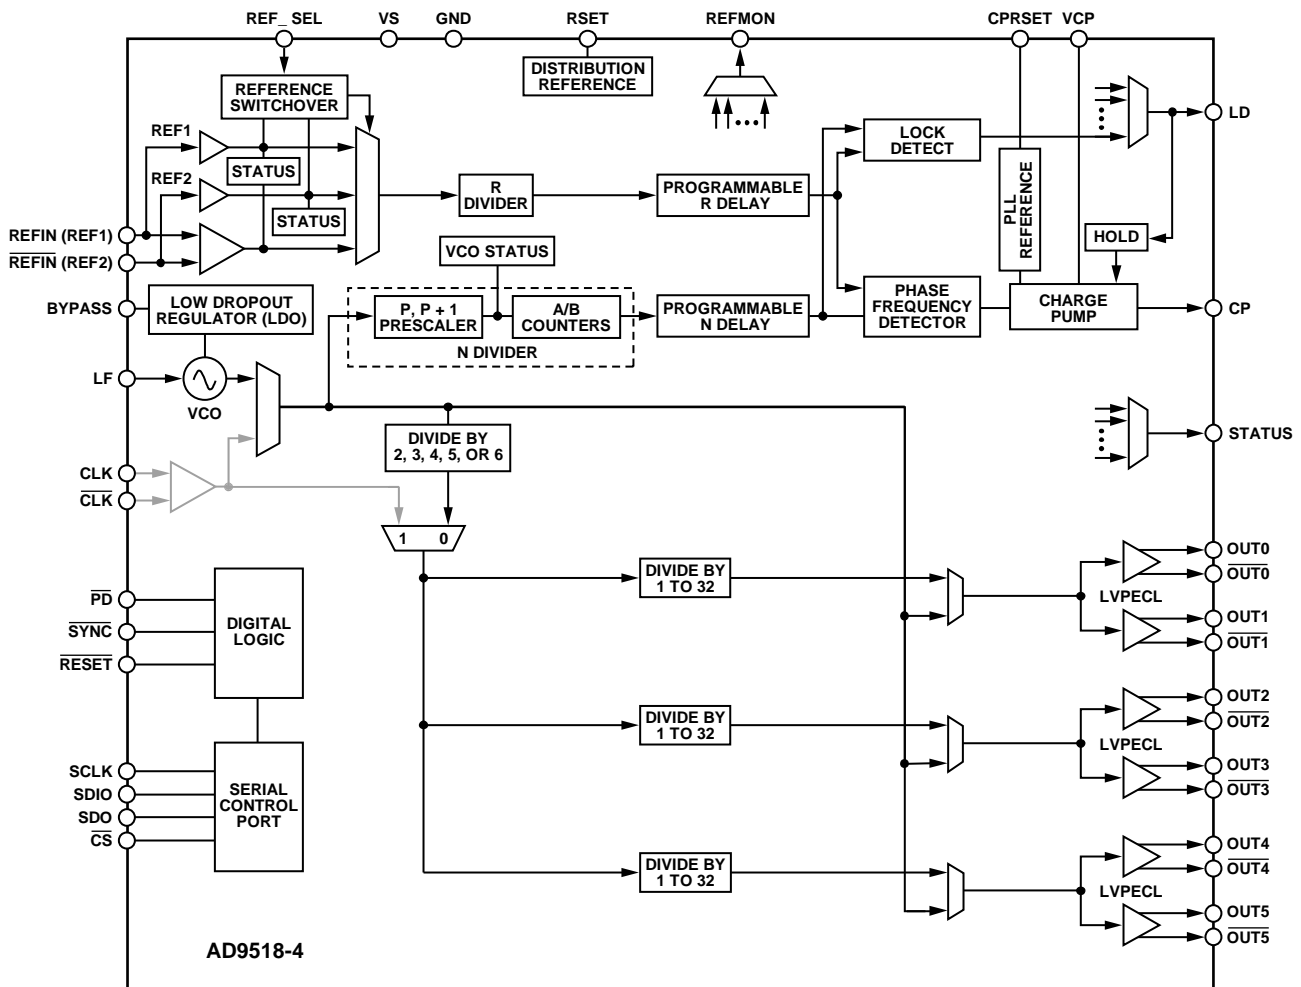 REF_ SEL
VS
GND
RSET
REFMON
CPRSET VCP
DISTRIBUTION
REFERENCE
REFERENCE
SWITCHOVER
LD
REF1
LOCK
DETECT
STATUS
REF2
R
DIVIDER
PROGRAMMABLE
R DELAY
PLL
REFERENCE
STATUS
REFIN (REF1)
REFIN (REF2)
HOLD
VCO STATUS
BYPASS
LOW DROPOUT
REGULATOR (LDO)
P, P + 1
PRESCALER
A/B
COUNTERS
PROGRAMMABLE
N DELAY
PHASE
FREQUENCY
DETECTOR
CHARGE
PUMP
CP
N DIVIDER
LF
VCO
DIVIDE BY
2, 3, 4, 5, OR 6
STATUS
CLK
CLK
1 0
OUT0
OUT0
DIVIDE BY
1 TO 32
LVPECL
OUT1
OUT1
PD
SYNC
RESET
DIGITAL
LOGIC
OUT2
OUT2
DIVIDE BY
1 TO 32
LVPECL
OUT3
OUT3
SCLK
SDIO
SDO
CS
SERIAL
CONTROL
PORT
OUT4
OUT4
DIVIDE BY
1 TO 32
LVPECL
OUT5
OUT5
AD9518-4